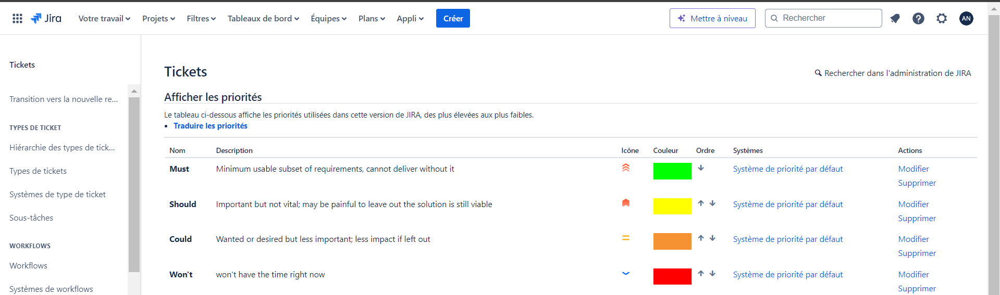 Jira Votre travail Projets Filtres Tableaux de bord Équipes Plans Appli Créer Mettre à niveau Rechercher AN
Tickets
Transition vers la nouvelle re...
TYPES DE TICKET
Hiérarchie des types de tick...
Types de tickets
Systèmes de type de ticket
Sous-tâches
WORKFLOWS
Workflows
Systèmes de workflows
Tickets
Rechercher dans l'administration de JIRA
Afficher les priorités
Le tableau ci-dessous affiche les priorités utilisées dans cette version de JIRA, des plus élevées aux plus faibles.
• Traduire les priorités
Nom Description Icône Couleur Ordre Systèmes Actions
Must Minimum usable subset of requirements, cannot deliver without it Système de priorité par défaut Modifier
Supprimer
Should Important but not vital; may be painful to leave out the solution is still viable Système de priorité par défaut Modifier
Supprimer
Could Wanted or desired but less important; less impact if left out Système de priorité par défaut Modifier
Supprimer
Won't won't have the time right now Système de priorité par défaut Modifier
Supprimer